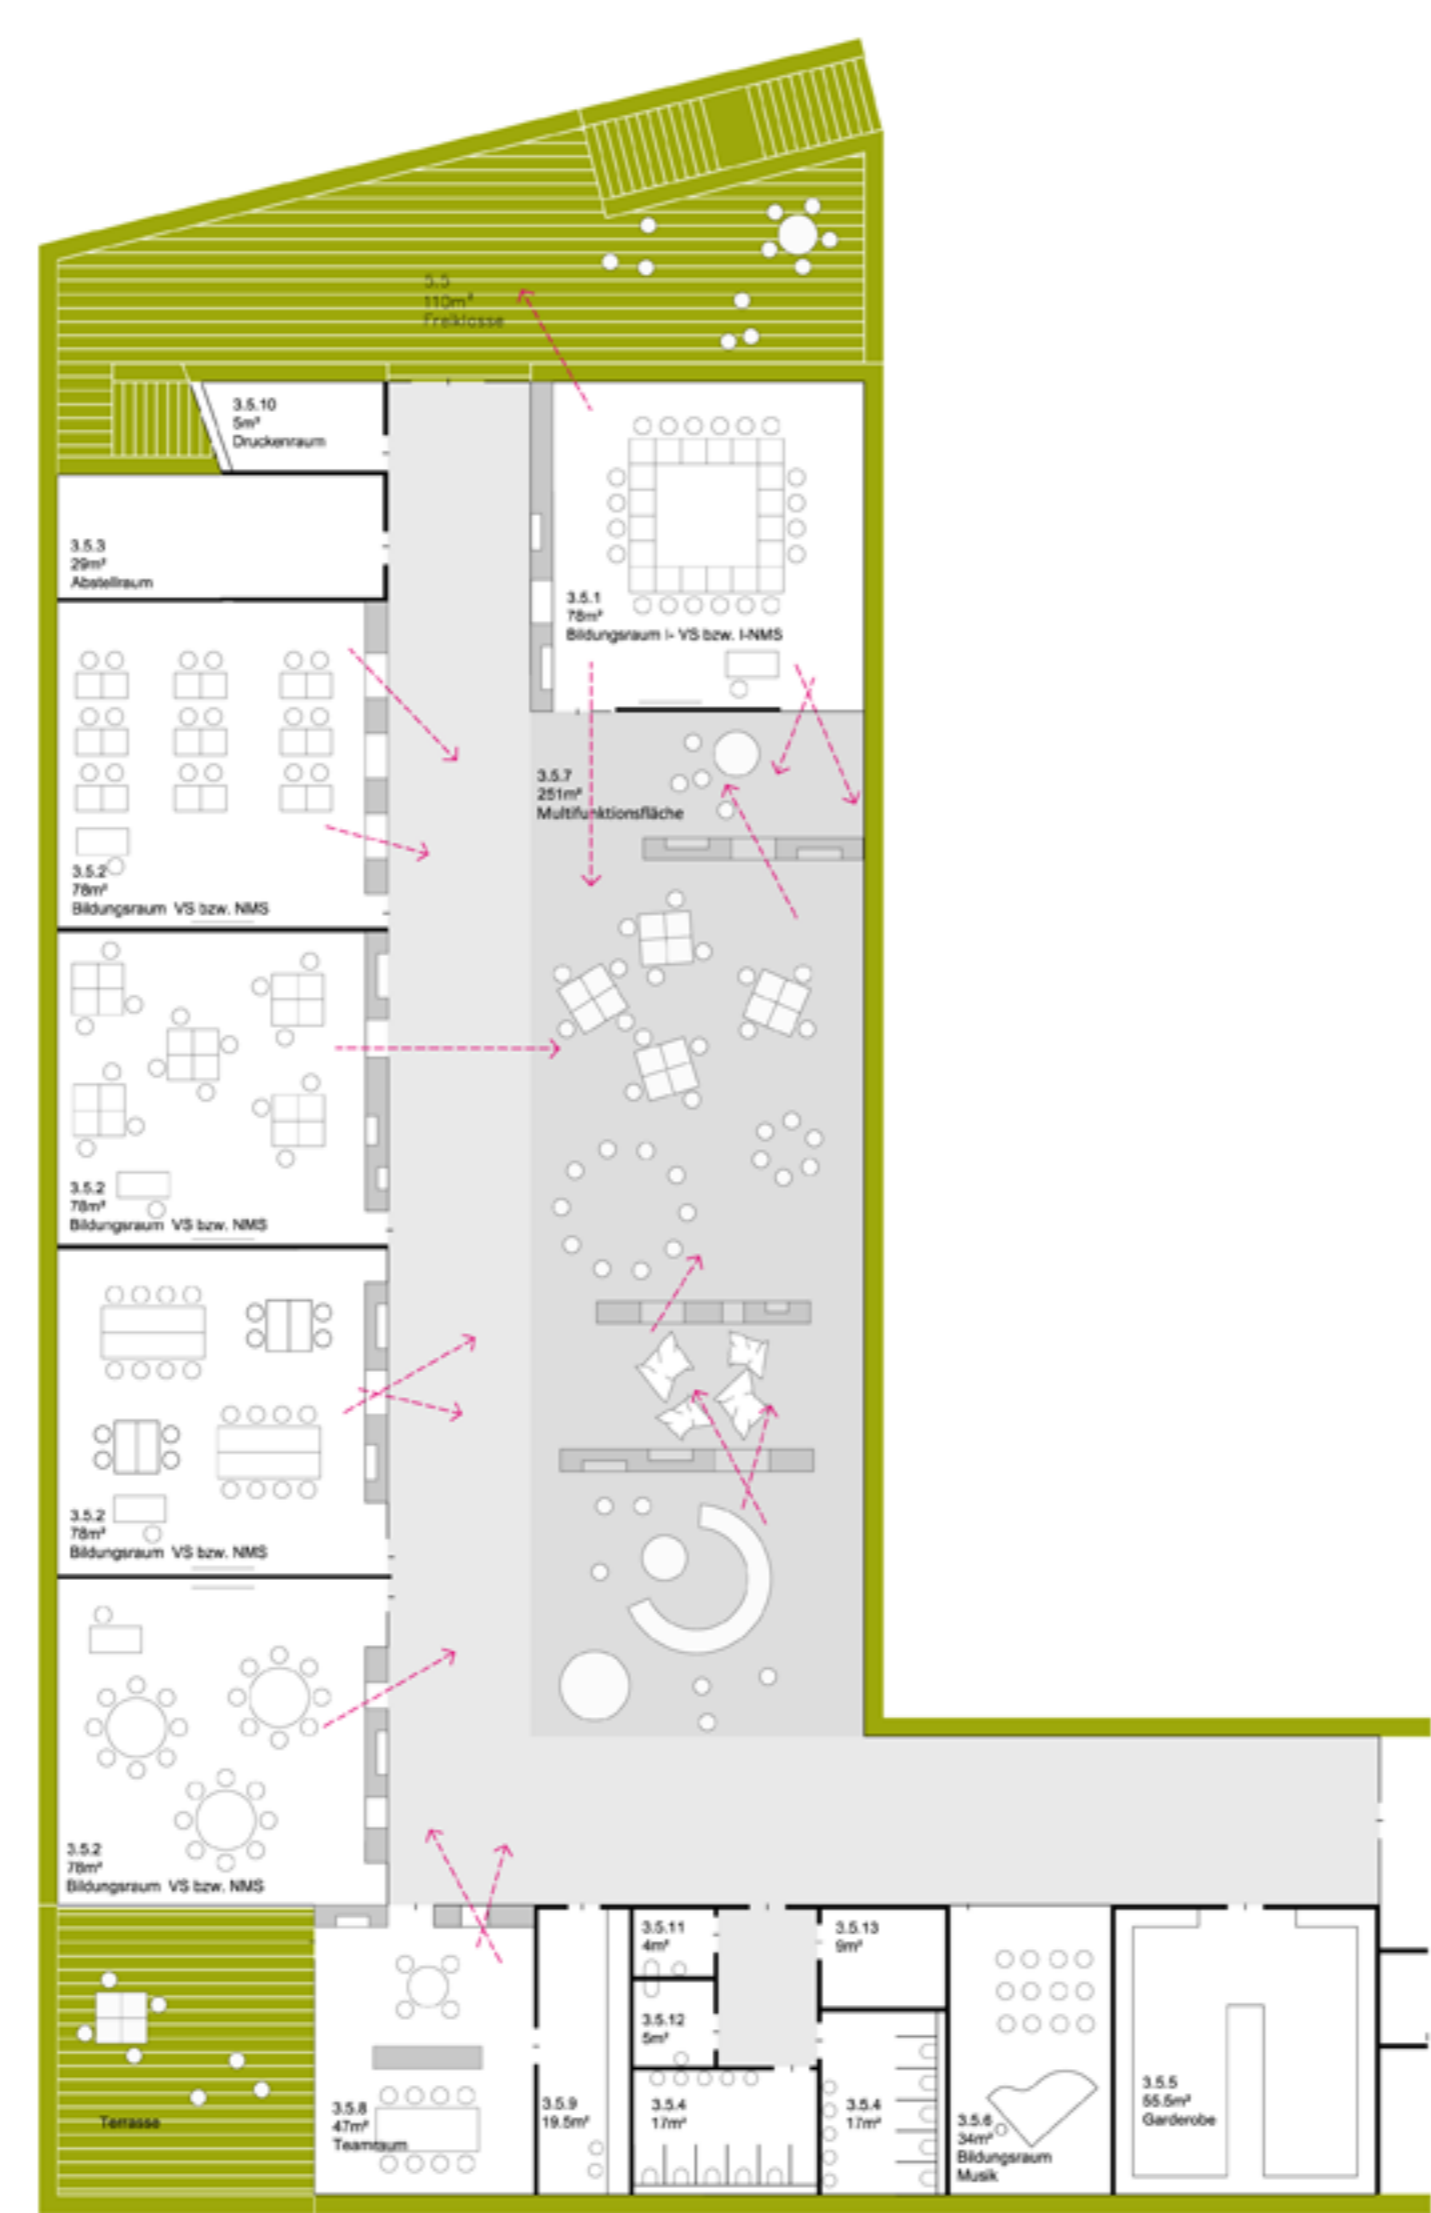 5.5
110m²
Freiklasse
3.5.10
5m²
Druckenraum
3.5.3
29m²
Abstellraum
3.5.1
78m²
Bildungsraum I- VS bzw. I-NMS
3.5.7
251m²
Multifunktionsfläche
3.5.2
78m²
Bildungsraum VS bzw. NMS
3.5.2
78m²
Bildungsraum VS bzw. NMS
3.5.2
78m²
Bildungsraum VS bzw. NMS
3.5.2
78m²
Bildungsraum VS bzw. NMS
Terrasse
3.5.8
47m²
Teamraum
3.5.9
19.5m²
3.5.11
4m²
3.5.12
5m²
3.5.4
17m²
3.5.13
9m²
3.5.4
17m²
3.5.6
34m²
Bildungsraum
Musik
3.5.5
55.5m²
Garderobe